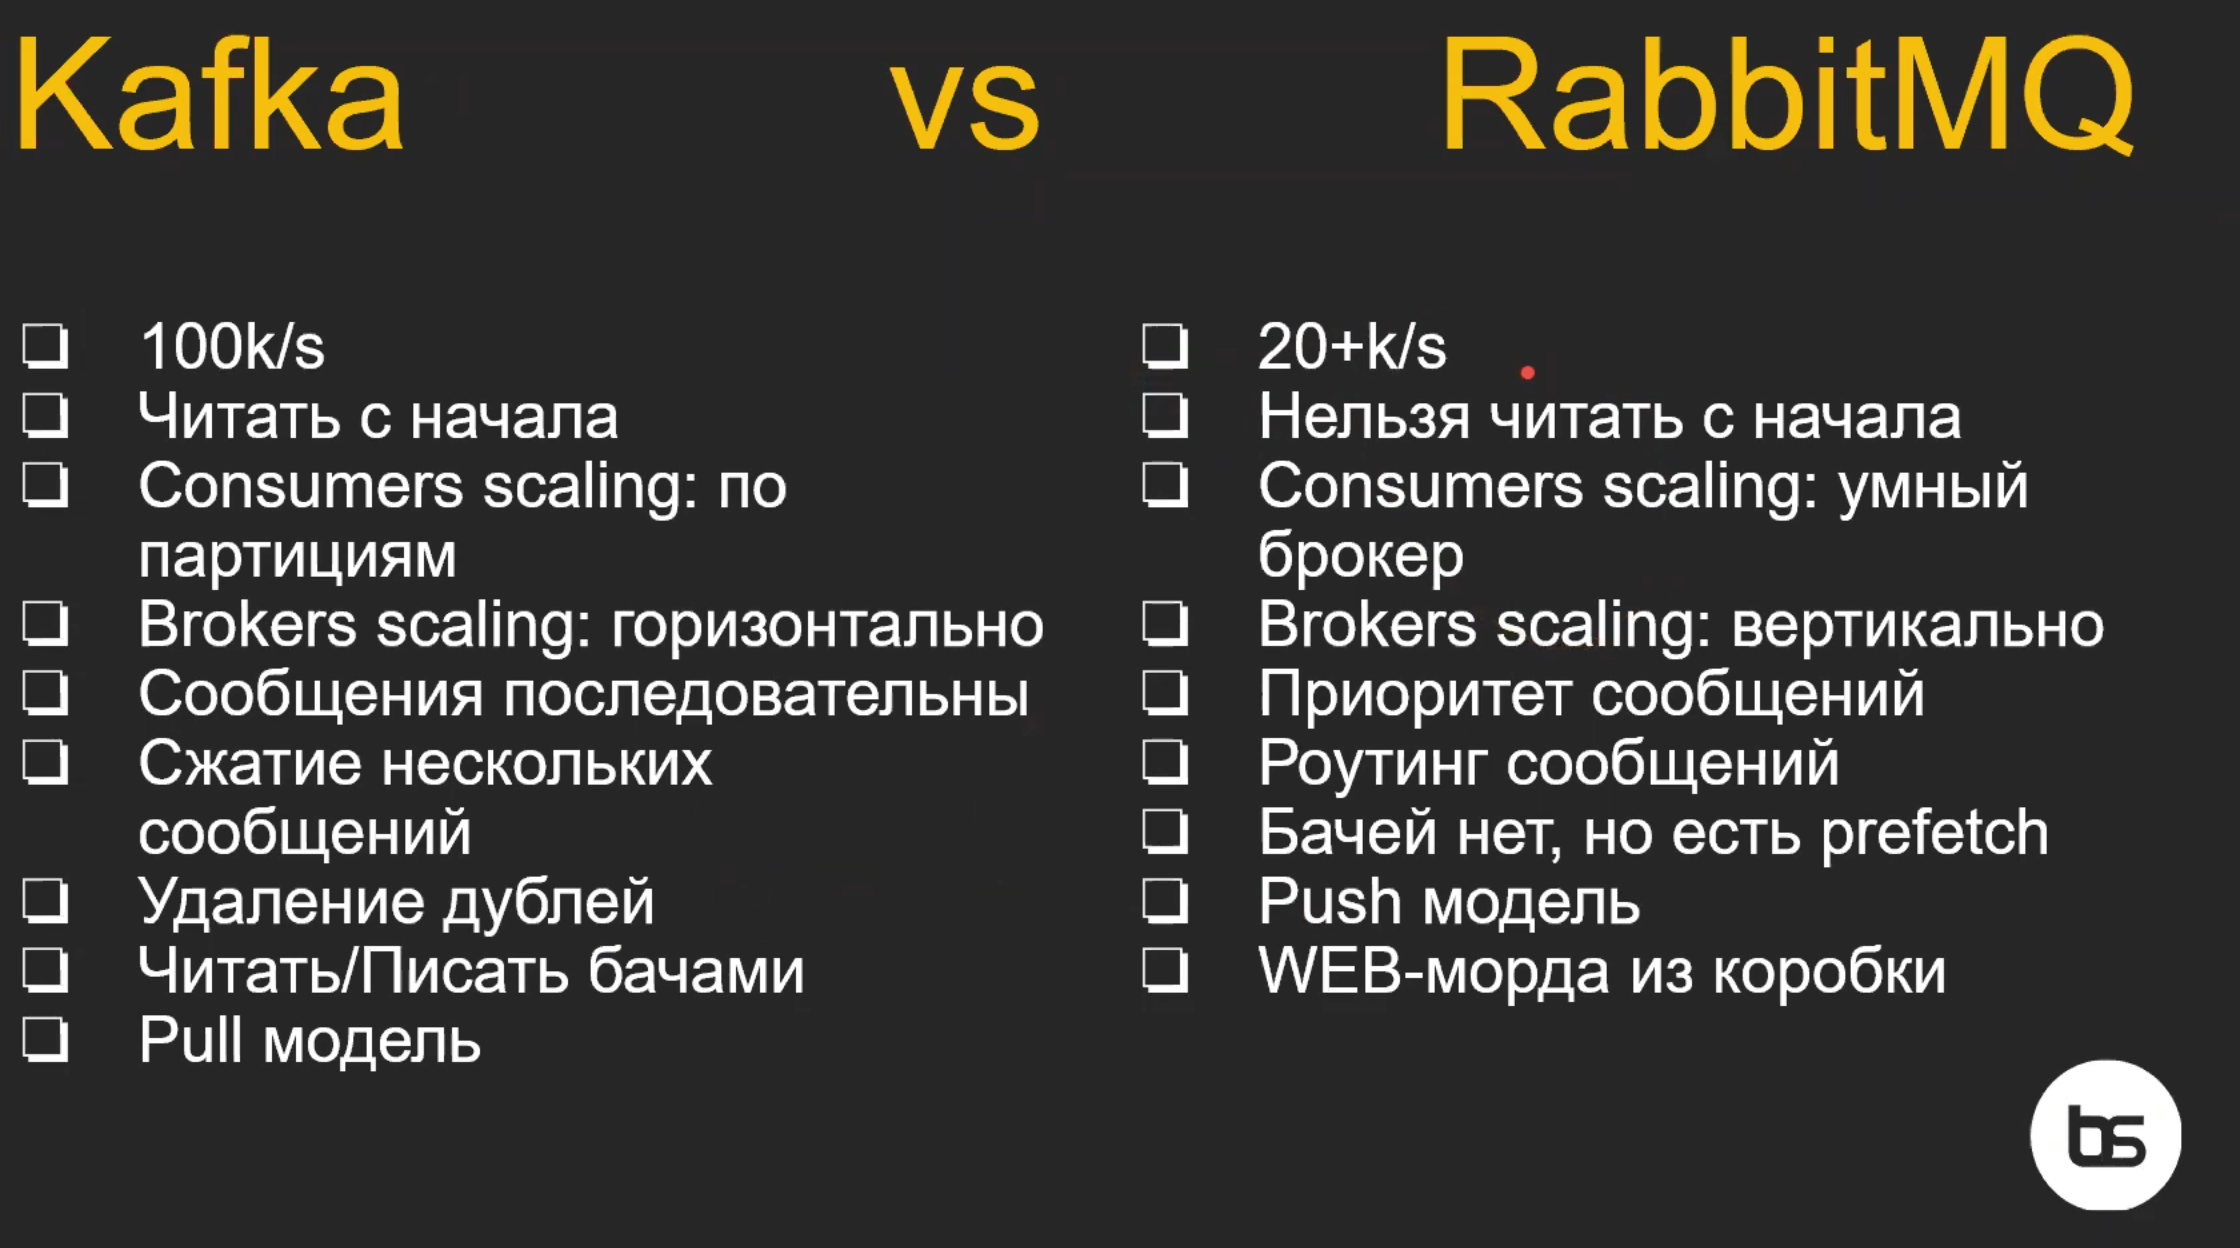 Kafka vs RabbitMQ
100k/s
Читать с начала
Consumers scaling: по
партициям
Brokers scaling: горизонтально
Сообщения последовательны
Сжатие нескольких
сообщений
Удаление дублей
Читать/Писать бачами
Pull модель
20+k/s
Нельзя читать с начала
Consumers scaling: умный
брокер
Brokers scaling: вертикально
Приоритет сообщений
Роутинг сообщений
Бачей нет, но есть prefetch
Push модель
WEB-морда из коробки
bs